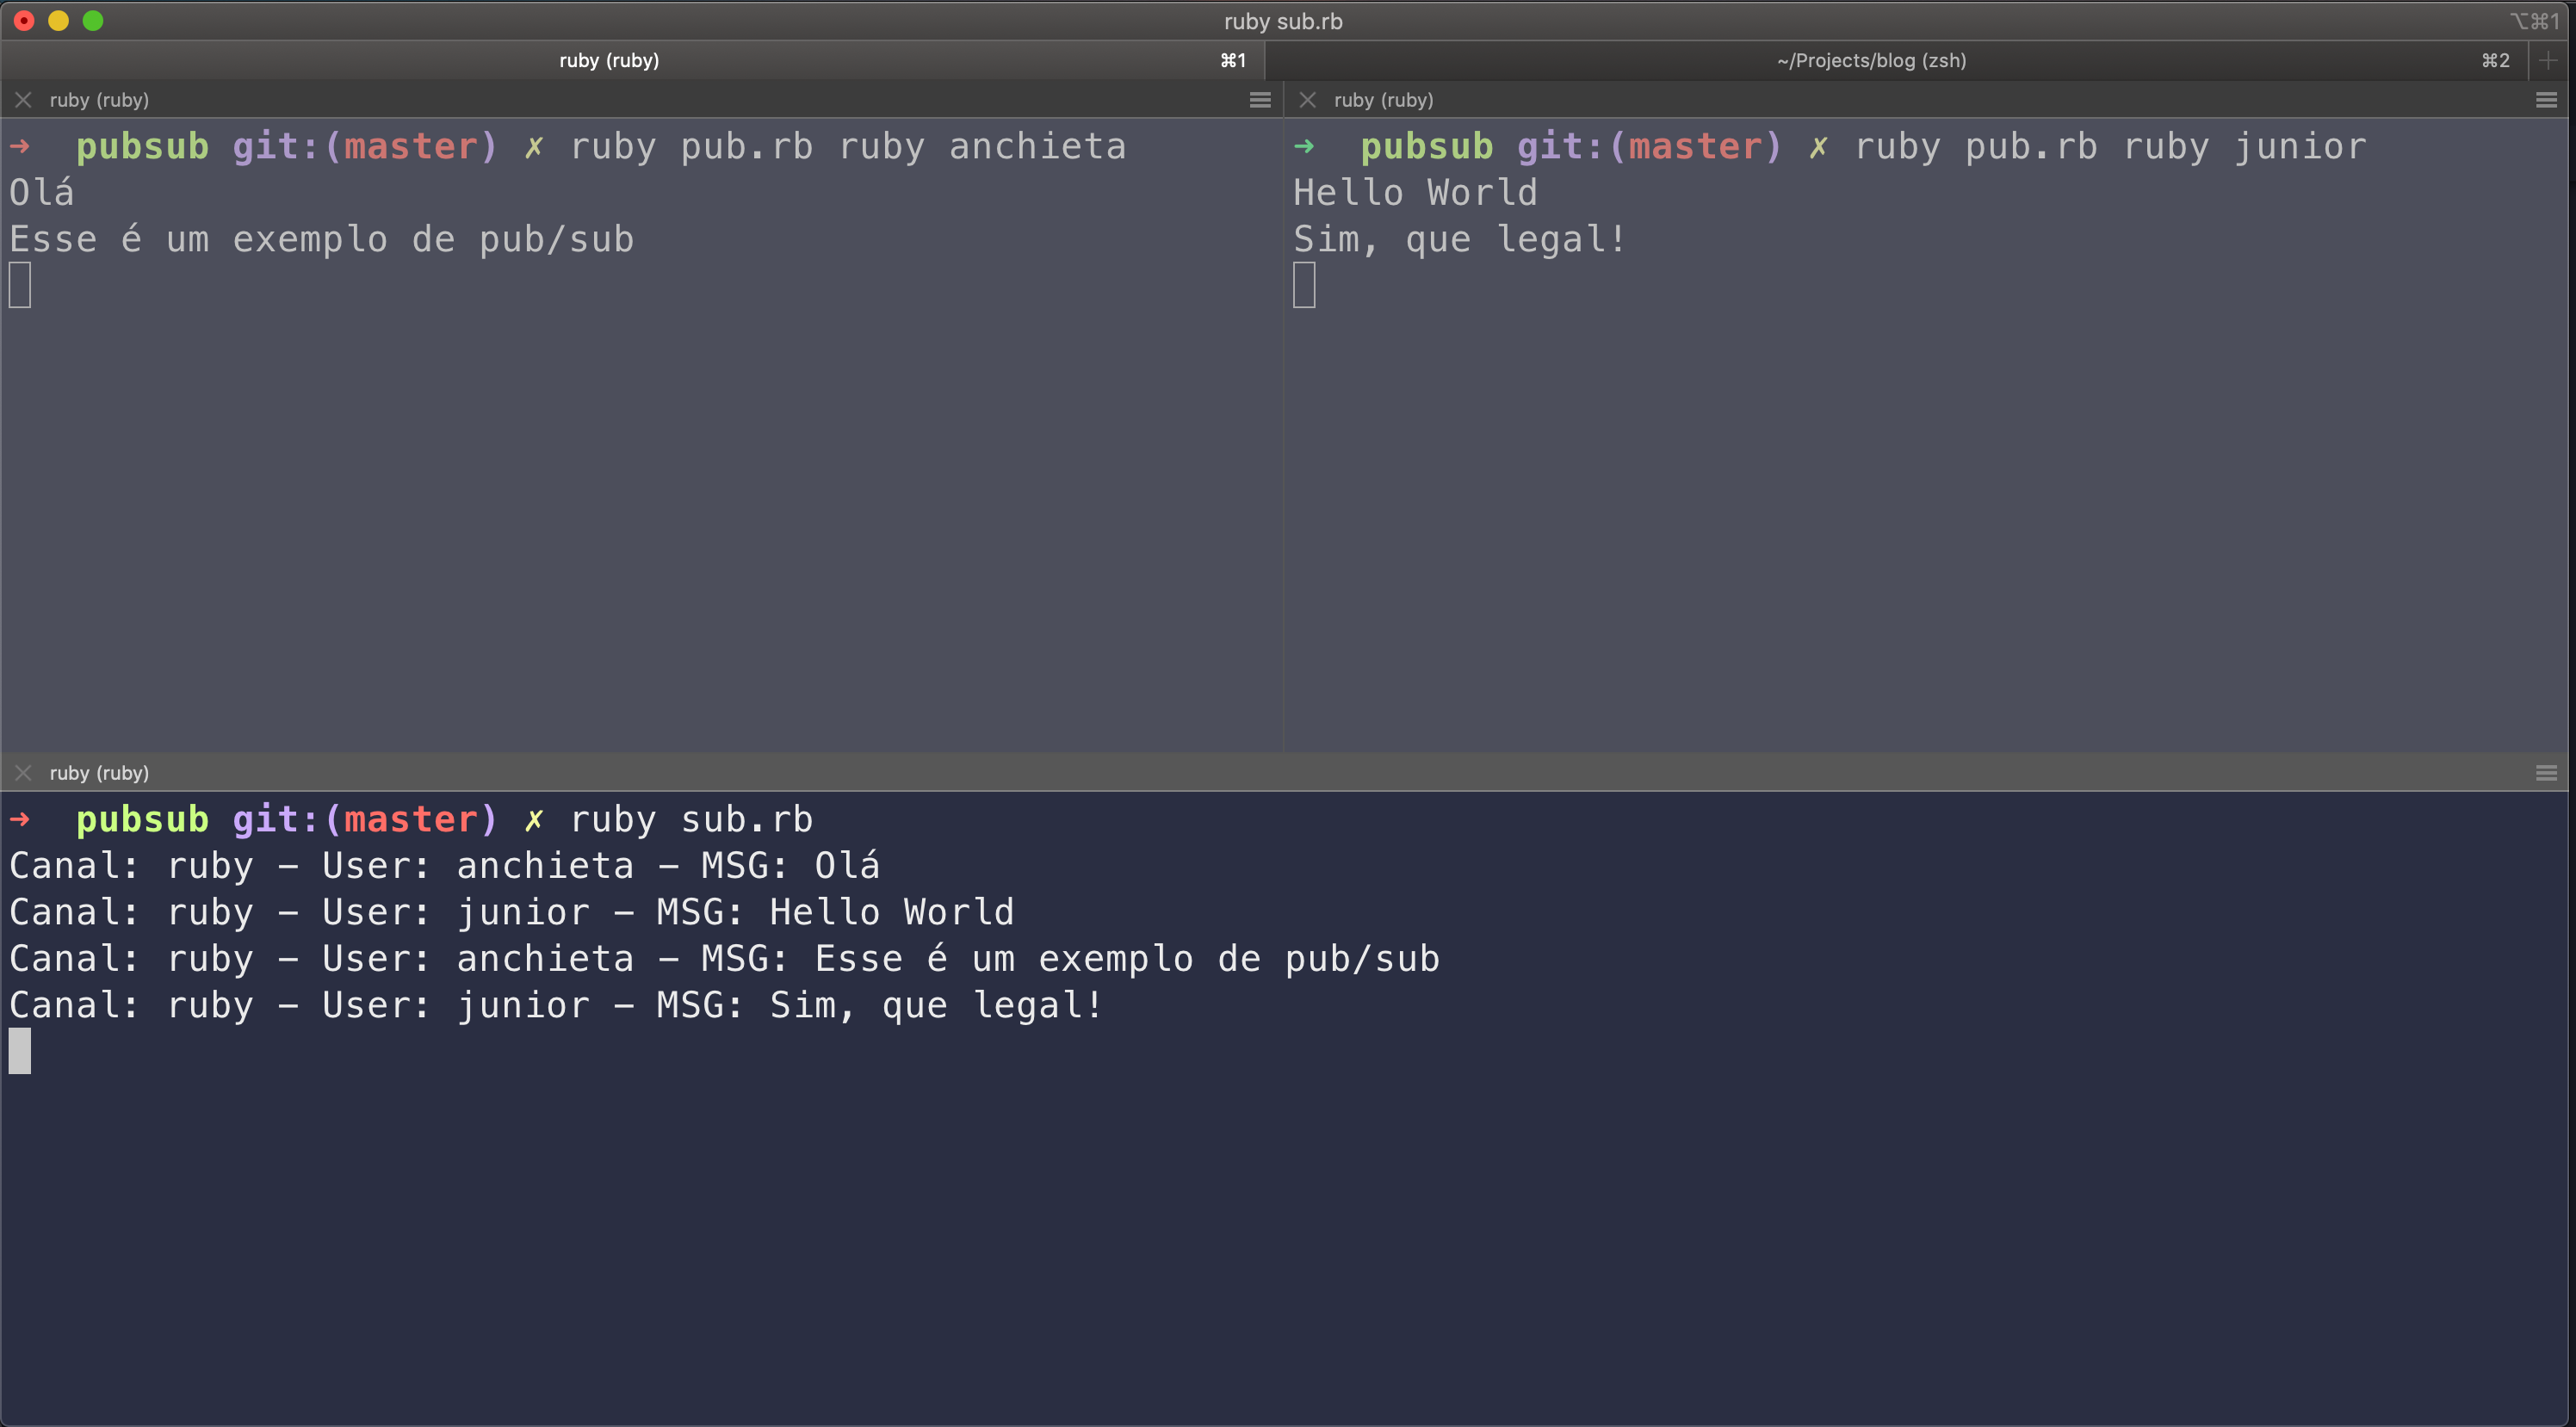 ruby sub.rb
⌥⌘1
ruby (ruby) ⌘1
~/Projects/blog (zsh) ⌘2
ruby (ruby)
➜ pubsub git:(master) ✗ ruby pub.rb ruby anchieta
Olá
Esse é um exemplo de pub/sub
ruby (ruby)
➜ pubsub git:(master) ✗ ruby pub.rb ruby junior
Hello World
Sim, que legal!
ruby (ruby)
➜ pubsub git:(master) ✗ ruby sub.rb
Canal: ruby - User: anchieta - MSG: Olá
Canal: ruby - User: junior - MSG: Hello World
Canal: ruby - User: anchieta - MSG: Esse é um exemplo de pub/sub
Canal: ruby - User: junior - MSG: Sim, que legal!